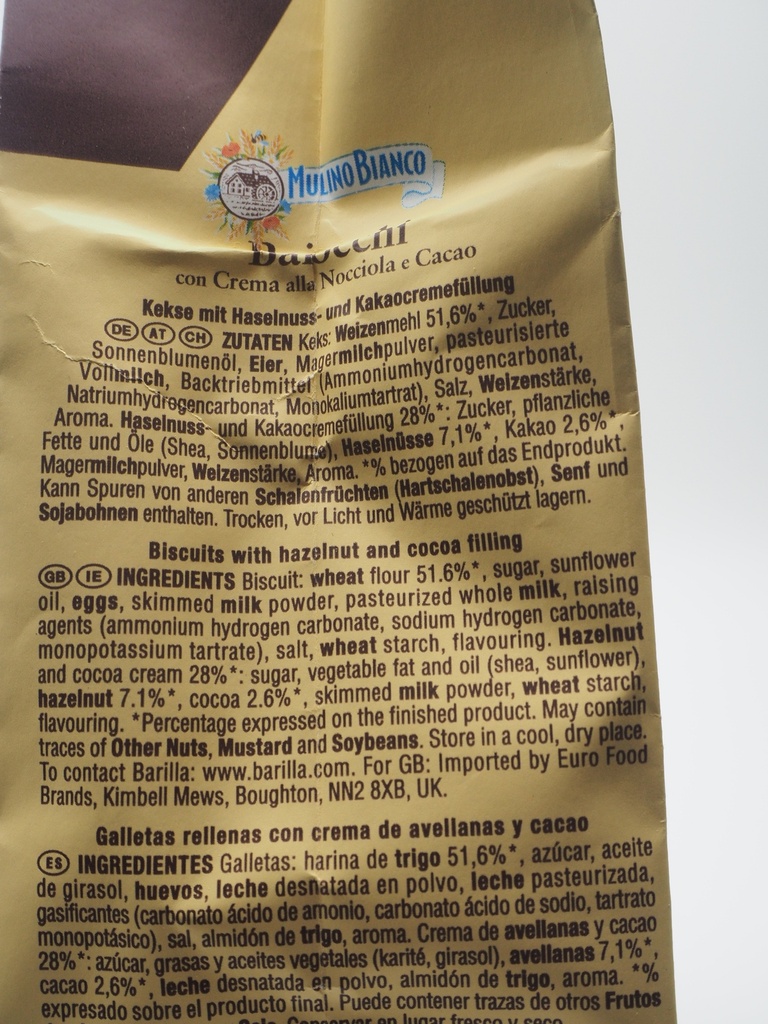 MULINO BIANCO
Baiocchi
con Crema alla Nocciola e Cacao
Kekse mit Haselnuss- und Kakaocremefüllung
DE AT CH ZUTATEN Keks: Weizenmehl 51,6%*, Zucker,
Sonnenblumenöl, Eier, Magermilchpulver, pasteurisierte
Vollmilch, Backtriebmittel (Ammoniumhydrogencarbonat,
Natriumhydrogencarbonat, Monokaliumtartrat), Salz, Weizenstärke,
Aroma. Haselnuss- und Kakaocremefüllung 28%*: Zucker, pflanzliche
Fette und Öle (Shea, Sonnenblume), Haselnüsse 7,1%*, Kakao 2,6%*,
Magermilchpulver, Weizenstärke, Aroma. *% bezogen auf das Endprodukt.
Kann Spuren von anderen Schalenfrüchten (Hartschalenobst), Senf und
Sojabohnen enthalten. Trocken, vor Licht und Wärme geschützt lagern.
Biscuits with hazelnut and cocoa filling
GB IE INGREDIENTS Biscuit: wheat flour 51.6%*, sugar, sunflower
oil, eggs, skimmed milk powder, pasteurized whole milk, raising
agents (ammonium hydrogen carbonate, sodium hydrogen carbonate,
monopotassium tartrate), salt, wheat starch, flavouring. Hazelnut
and cocoa cream 28%*: sugar, vegetable fat and oil (shea, sunflower),
hazelnut 7.1%*, cocoa 2.6%*, skimmed milk powder, wheat starch,
flavouring. *Percentage expressed on the finished product. May contain
traces of Other Nuts, Mustard and Soybeans. Store in a cool, dry place.
To contact Barilla: www.barilla.com. For GB: Imported by Euro Food
Brands, Kimbell Mews, Boughton, NN2 8XB, UK.
Galletas rellenas con crema de avellanas y cacao
ES INGREDIENTES Galletas: harina de trigo 51,6%*, azúcar, aceite
de girasol, huevos, leche desnatada en polvo, leche pasteurizada,
gasificantes (carbonato ácido de amonio, carbonato ácido de sodio, tartrato
monopotásico), sal, almidón de trigo, aroma. Crema de avellanas y cacao
28%*: azúcar, grasas y aceites vegetales (karité, girasol), avellanas 7,1%*,
cacao 2,6%*, leche desnatada en polvo, almidón de trigo, aroma. *%
expresado sobre el producto final. Puede contener trazas de otros Frutos
Conservar en lugar fresco y seco